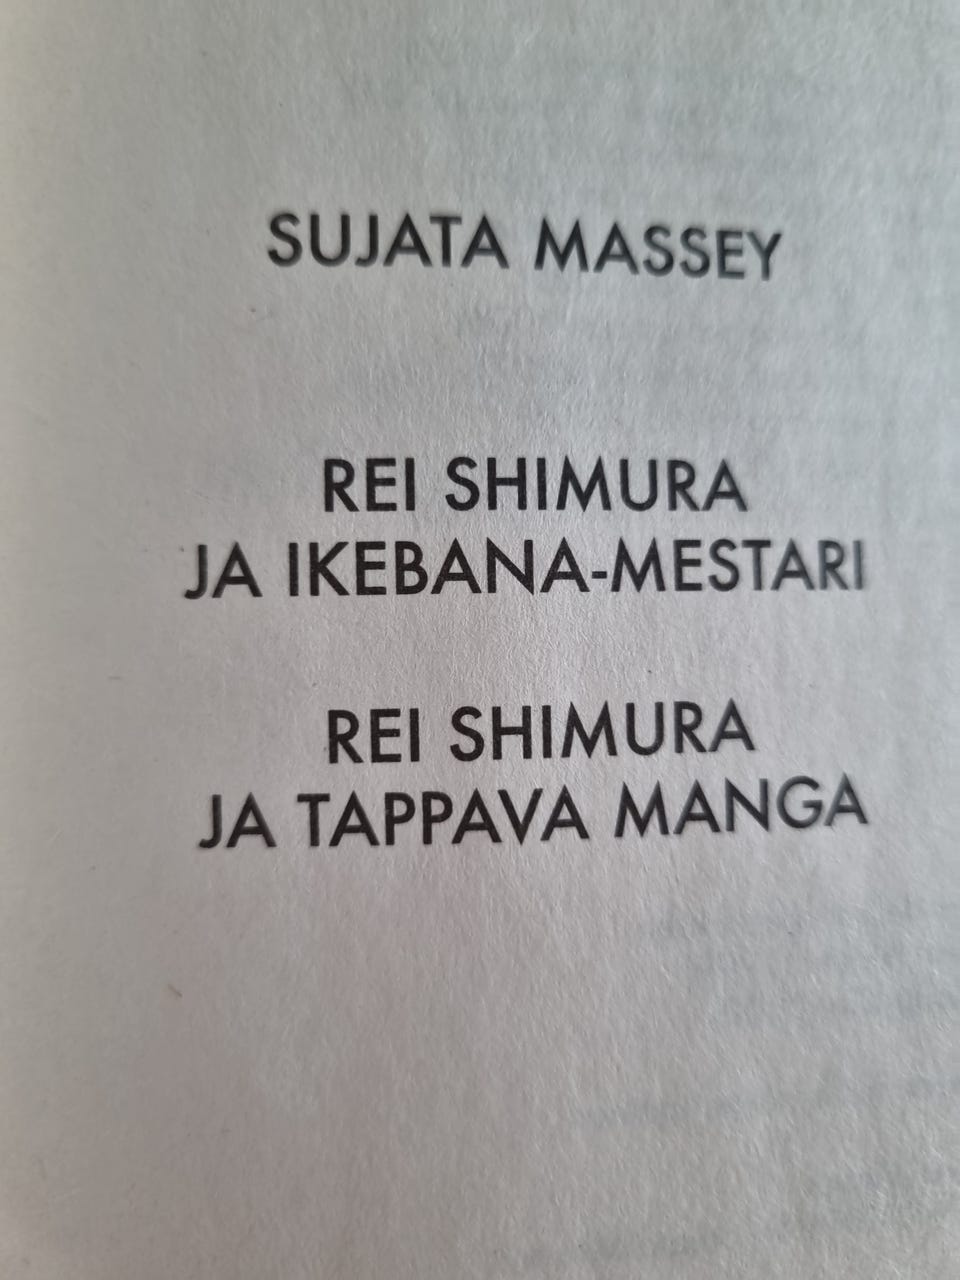 SUJATA MASSEY
REI SHIMURA
JA IKEBANA-MESTARI
REI SHIMURA
JA TAPPAVA MANGA